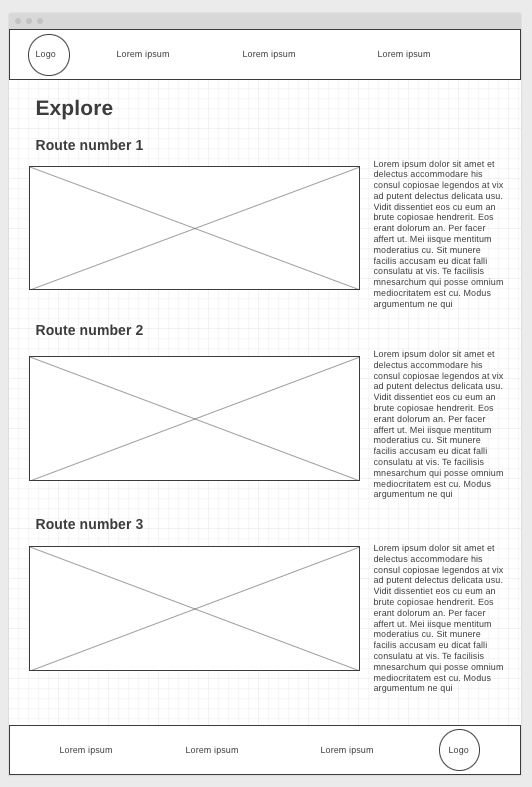 Logo
Lorem ipsum
Lorem ipsum
Lorem ipsum
Explore
Route number 1
Lorem ipsum dolor sit amet et
delectus accommodare his
consul copiosae legendos at vix
ad putent delectus delicata usu.
Vidit dissentiet eos cu eum an
brute copiosae hendrerit. Eos
erant dolorum an. Per facer
affert ut. Mei iisque mentitum
moderatius cu. Sit munere
facilis accusam eu dicat falli
consulatu at vis. Te facilisis
mnesarchum qui posse omnium
mediocritatem est cu. Modus
argumentum ne qui
Route number 2
Lorem ipsum dolor sit amet et
delectus accommodare his
consul copiosae legendos at vix
ad putent delectus delicata usu.
Vidit dissentiet eos cu eum an
brute copiosae hendrerit. Eos
erant dolorum an. Per facer
affert ut. Mei iisque mentitum
moderatius cu. Sit munere
facilis accusam eu dicat falli
consulatu at vis. Te facilisis
mnesarchum qui posse omnium
mediocritatem est cu. Modus
argumentum ne qui
Route number 3
Lorem ipsum dolor sit amet et
delectus accommodare his
consul copiosae legendos at vix
ad putent delectus delicata usu.
Vidit dissentiet eos cu eum an
brute copiosae hendrerit. Eos
erant dolorum an. Per facer
affert ut. Mei iisque mentitum
moderatius cu. Sit munere
facilis accusam eu dicat falli
consulatu at vis. Te facilisis
mnesarchum qui posse omnium
mediocritatem est cu. Modus
argumentum ne qui
Lorem ipsum
Lorem ipsum
Lorem ipsum
Logo